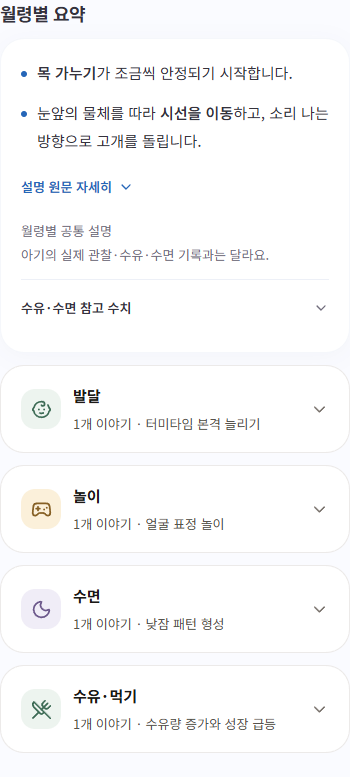 월령별 요약
목 가누기가 조금씩 안정되기 시작합니다.
눈앞의 물체를 따라 시선을 이동하고, 소리 나는
방향으로 고개를 돌립니다.
설명 원문 자세히
월령별 공통 설명
아기의 실제 관찰·수유·수면 기록과는 달라요.
수유·수면 참고 수치
발달
1개 이야기 · 터미타임 본격 늘리기
놀이
1개 이야기 · 얼굴 표정 놀이
수면
1개 이야기 · 낮잠 패턴 형성
수유·먹기
1개 이야기 · 수유량 증가와 성장 급등